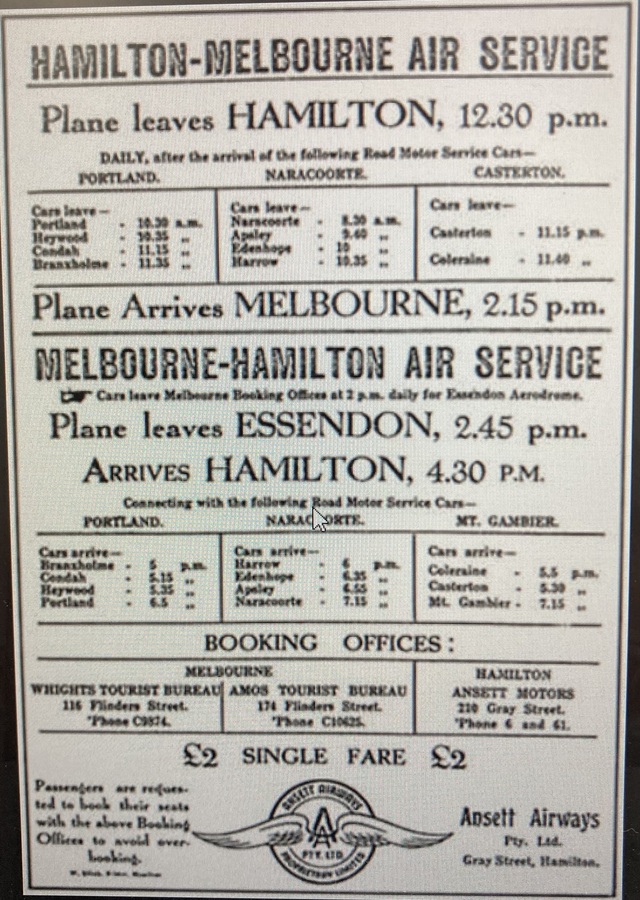 HAMILTON-MELBOURNE AIR SERVICE
Plane leaves HAMILTON, 12.30 p.m.
DAILY, after the arrival of the following Road Motor Service Cars—
PORTLAND. NARACOORTE. CASTERTON.
Cars leave—
Portland - 10.20 a.m.
Heywood - 10.35 „
Condah - 11.15 „
Branxholme - 11.35 „
Cars leave—
Naracoorte - 8.30 a.m.
Apsley - 9.40 „
Edenhope - 10 „
Harrow - 10.35 „
Cars leave—
Casterton - 11.15 p.m.
Coleraine - 11.40 „
Plane Arrives MELBOURNE, 2.15 p.m.
MELBOURNE-HAMILTON AIR SERVICE
Cars leave Melbourne Booking Offices at 2 p.m. daily for Essendon Aerodrome.
Plane leaves ESSENDON, 2.45 p.m.
ARRIVES HAMILTON, 4.30 P.M.
Connecting with the following Road Motor Service Cars—
PORTLAND. NARACOORTE. MT. GAMBIER.
Cars arrive—
Branxholme - 5 p.m.
Condah - 5.15 „
Heywood - 5.35 „
Portland - 6.5 „
Cars arrive—
Harrow - 6 p.m.
Edenhope - 6.35 „
Apsley - 6.55 „
Naracoorte - 7.15 „
Cars arrive—
Coleraine - 5.5 p.m.
Casterton - 5.30 „
Mt. Gambier - 7.15 „
BOOKING OFFICES:
MELBOURNE
WHIGHTS TOURIST BUREAU
116 Flinders Street.
'Phone C9874.
AMOS TOURIST BUREAU
174 Flinders Street.
'Phone C10625.
HAMILTON
ANSETT MOTORS
210 Gray Street.
'Phone 6 and 61.
£2 SINGLE FARE £2
Passengers are reques-
ted to book their seats
with the above Booking
Offices to avoid over-
booking.
ANSETT AIRWAYS
A
PTY. LTD.
PROPRIETARY LIMITED
Ansett Airways
Pty. Ltd.
Gray Street, Hamilton.